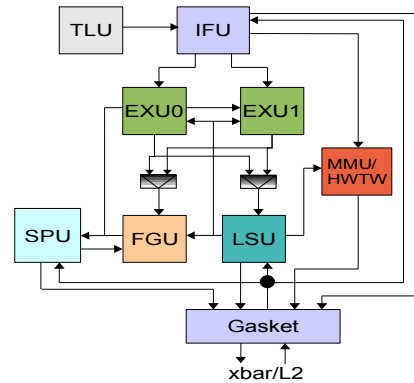 TLU
IFU
EXU0
EXU1
MMU/
HWTW
SPU
FGU
LSU
Gasket
xbar/L2